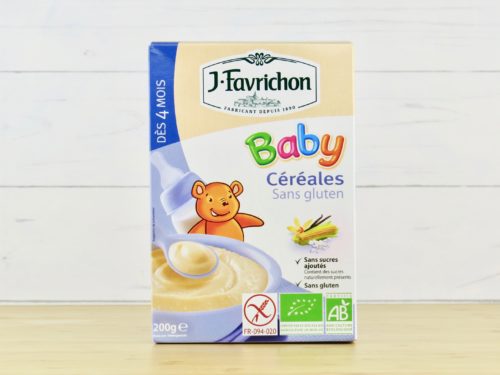 J·Favrichon
FABRICANT DEPUIS 1890
DÈS 4 MOIS
Baby
Céréales
Sans gluten
Sans sucres
ajoutés
Contient des sucres
naturellement présents
Sans gluten
200g e
FR-094-020
AB